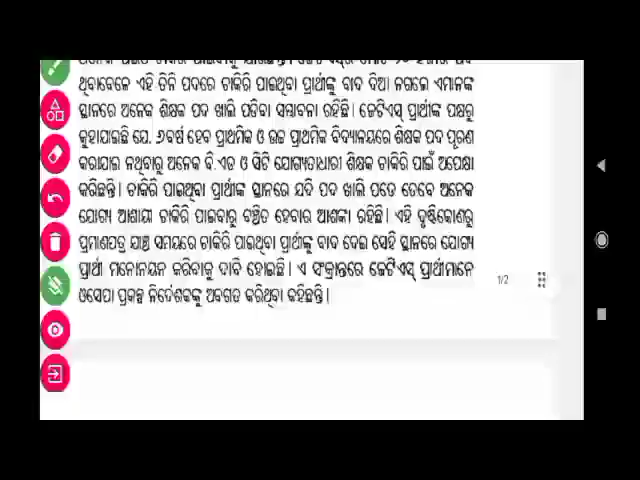 ଥିବାବେଳେ ଏହି ତିନି ପଦରେ ଚାକିରି ପାଇଥିବା ପ୍ରାର୍ଥୀଙ୍କୁ ବାଦ ଦିଆ ନଗଲେ ଏମାନଙ୍କ
ସ୍ଥାନରେ ଅନେକ ଶିକ୍ଷକ ପଦ ଖାଲି ପଡିବା ସମ୍ଭାବନା ରହିଛି। ଜେଟିଏସ୍ ପ୍ରାର୍ଥୀଙ୍କ ପକ୍ଷରୁ
କୁହାଯାଇଛି ଯେ, ୬ବର୍ଷ ହେବ ପ୍ରାଥମିକ ଓ ଉଚ୍ଚ ପ୍ରାଥମିକ ବିଦ୍ୟାଳୟରେ ଶିକ୍ଷକ ପଦ ପୂରଣ
କରାଯାଇ ନଥିବାରୁ ଅନେକ ବି.ଏଡ ଓ ସିଟି ଯୋଗ୍ୟତାଧାରୀ ଶିକ୍ଷକ ଚାକିରି ପାଇଁ ଅପେକ୍ଷା
କରିଛନ୍ତି। ଚାକିରି ପାଇଥିବା ପ୍ରାର୍ଥୀଙ୍କ ସ୍ଥାନରେ ଯଦି ପଦ ଖାଲି ପଡେ ତେବେ ଅନେକ
ଯୋଗ୍ୟ ଆଶାୟୀ ଚାକିରି ପାଇବାରୁ ବଞ୍ଚିତ ହେବାର ଆଶଙ୍କା ରହିଛି। ଏହି ଦୃଷ୍ଟିକୋଣରୁ
ପ୍ରମାଣପତ୍ର ଯାଞ୍ଚ ସମୟରେ ଚାକିରି ପାଇଥିବା ପ୍ରାର୍ଥୀଙ୍କୁ ବାଦ ଦେଇ ସେହି ସ୍ଥାନରେ ଯୋଗ୍ୟ
ପ୍ରାର୍ଥୀ ମନୋନୟନ କରିବାକୁ ଦାବି ହୋଇଛି। ଏ ସଂକ୍ରାନ୍ତରେ ଜେଟିଏସ୍ ପ୍ରାର୍ଥୀମାନେ
ଓସେପା ପ୍ରକଳ୍ପ ନିର୍ଦେଶକଙ୍କୁ ଅବଗତ କରିଥିବା କହିଛନ୍ତି।
1/2